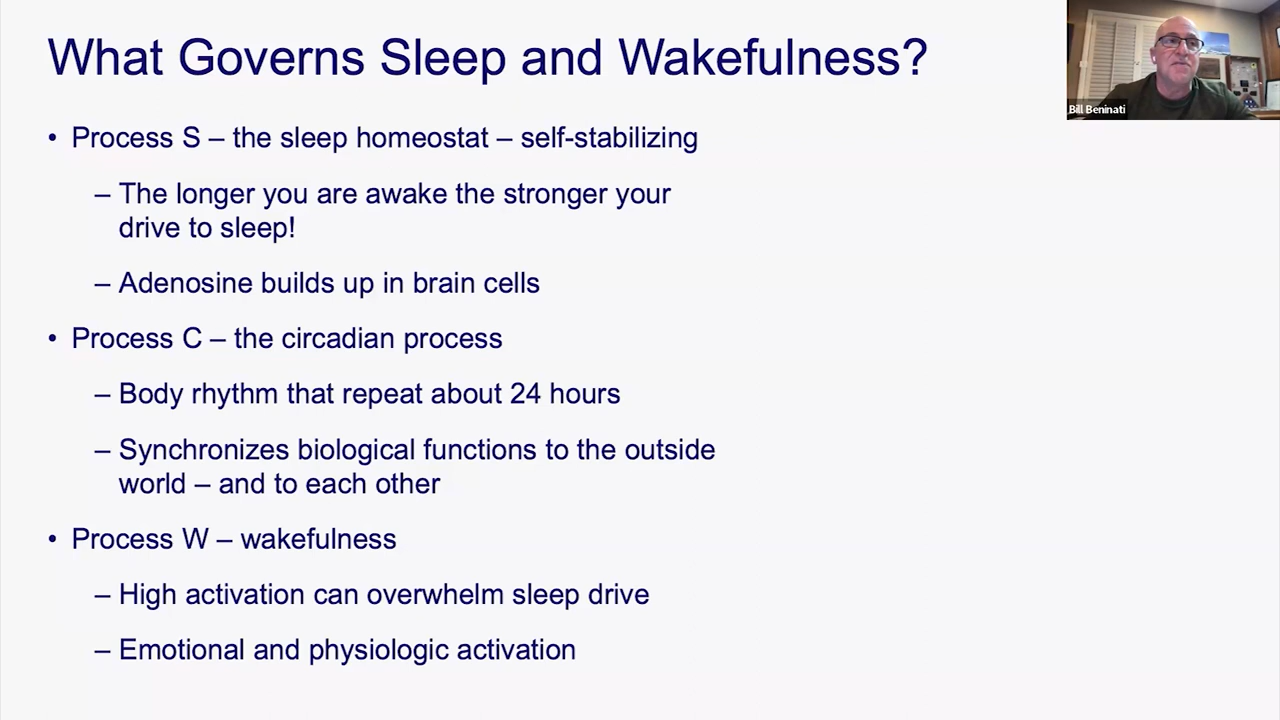 What Governs Sleep and Wakefulness?
Bill Beninati
• Process S – the sleep homeostat – self-stabilizing
– The longer you are awake the stronger your
drive to sleep!
– Adenosine builds up in brain cells
• Process C – the circadian process
– Body rhythm that repeat about 24 hours
– Synchronizes biological functions to the outside
world – and to each other
• Process W – wakefulness
– High activation can overwhelm sleep drive
– Emotional and physiologic activation